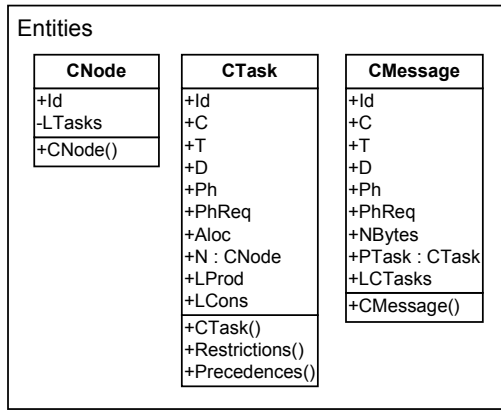 Entities
CNode
+Id
-LTasks
+CNode()
CTask
+Id
+C
+T
+D
+Ph
+PhReq
+Aloc
+N : CNode
+LProd
+LCons
+CTask()
+Restrictions()
+Precedences()
CMessage
+Id
+C
+T
+D
+Ph
+PhReq
+NBytes
+PTask : CTask
+LCTasks
+CMessage()